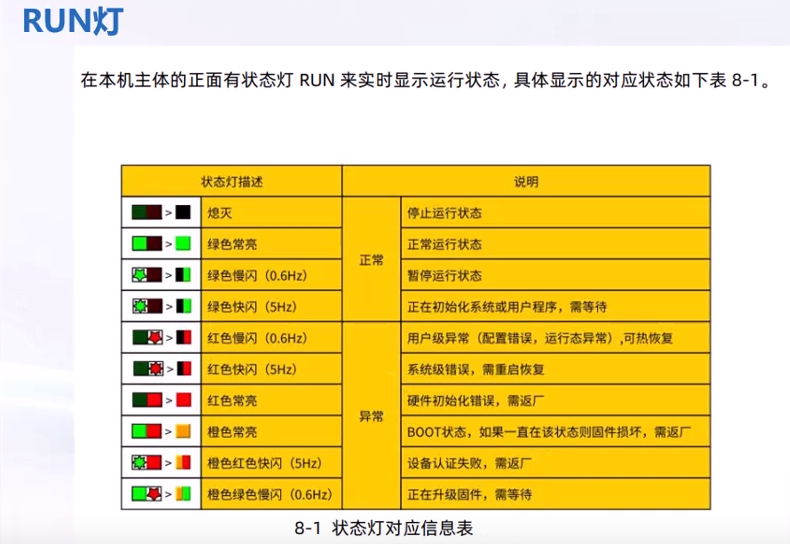 RUN灯
在本机主体的正面有状态灯 RUN 来实时显示运行状态，具体显示的对应状态如下表 8-1。
状态灯描述 说明
> 熄灭 停止运行状态
> 绿色常亮 正常运行状态
正常
> 绿色慢闪（0.6Hz） 暂停运行状态
> 绿色快闪（5Hz） 正在初始化系统或用户程序，需等待
> 红色慢闪（0.6Hz） 用户级异常（配置错误，运行态异常）,可热恢复
> 红色快闪（5Hz） 系统级错误，需重启恢复
> 红色常亮 硬件初始化错误，需返厂
异常
> 橙色常亮 BOOT状态，如果一直在该状态则固件损坏，需返厂
> 橙色红色快闪（5Hz） 设备认证失败，需返厂
> 橙色绿色慢闪（0.6Hz） 正在升级固件，需等待
8-1 状态灯对应信息表